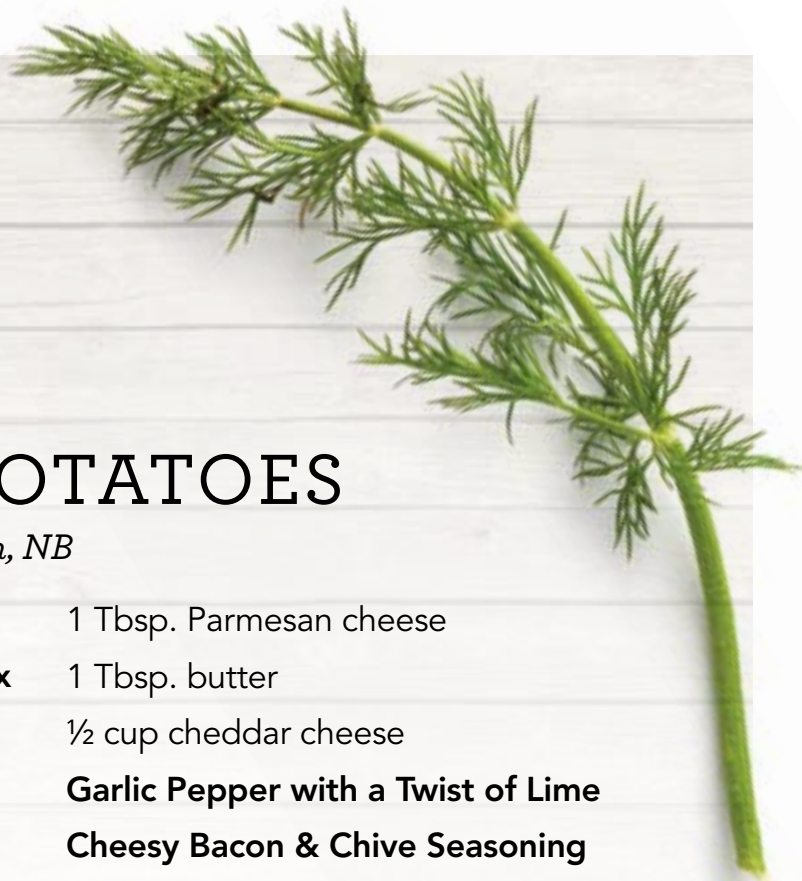 OTATOES
, NB
1 Tbsp. Parmesan cheese
x 1 Tbsp. butter
½ cup cheddar cheese
Garlic Pepper with a Twist of Lime
Cheesy Bacon & Chive Seasoning